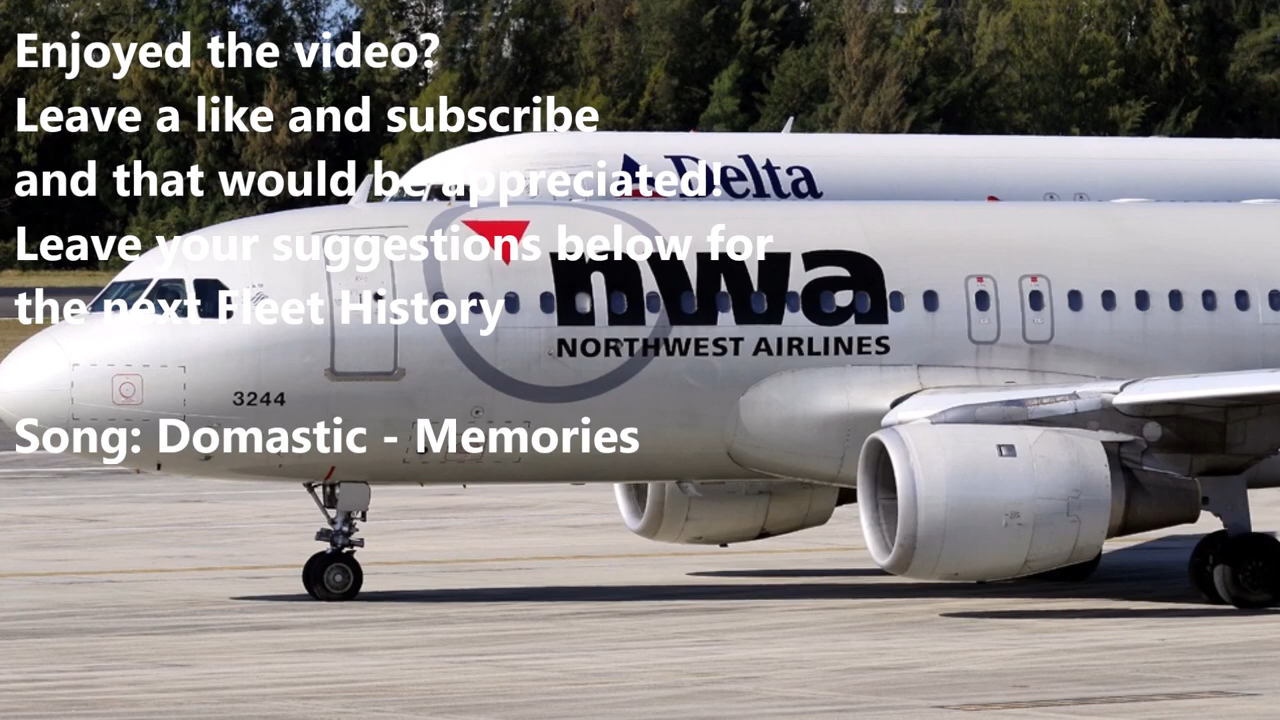 Enjoyed the video?
Leave a like and subscribe
and that would be appreciated!
Leave your suggestions below for
the next Fleet History
Song: Domastic - Memories
Delta
nwa
NORTHWEST AIRLINES
3244